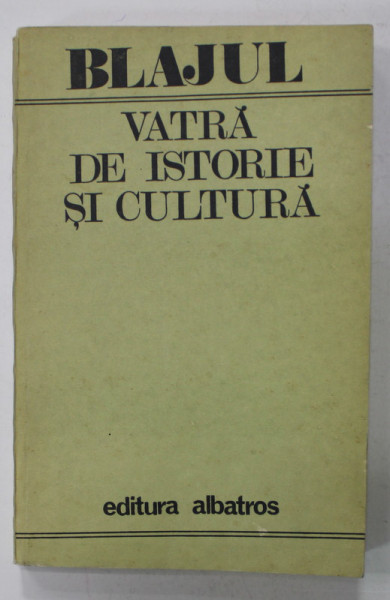 BLAJUL
VATRĂ
DE ISTORIE
ȘI CULTURĂ
editura albatros